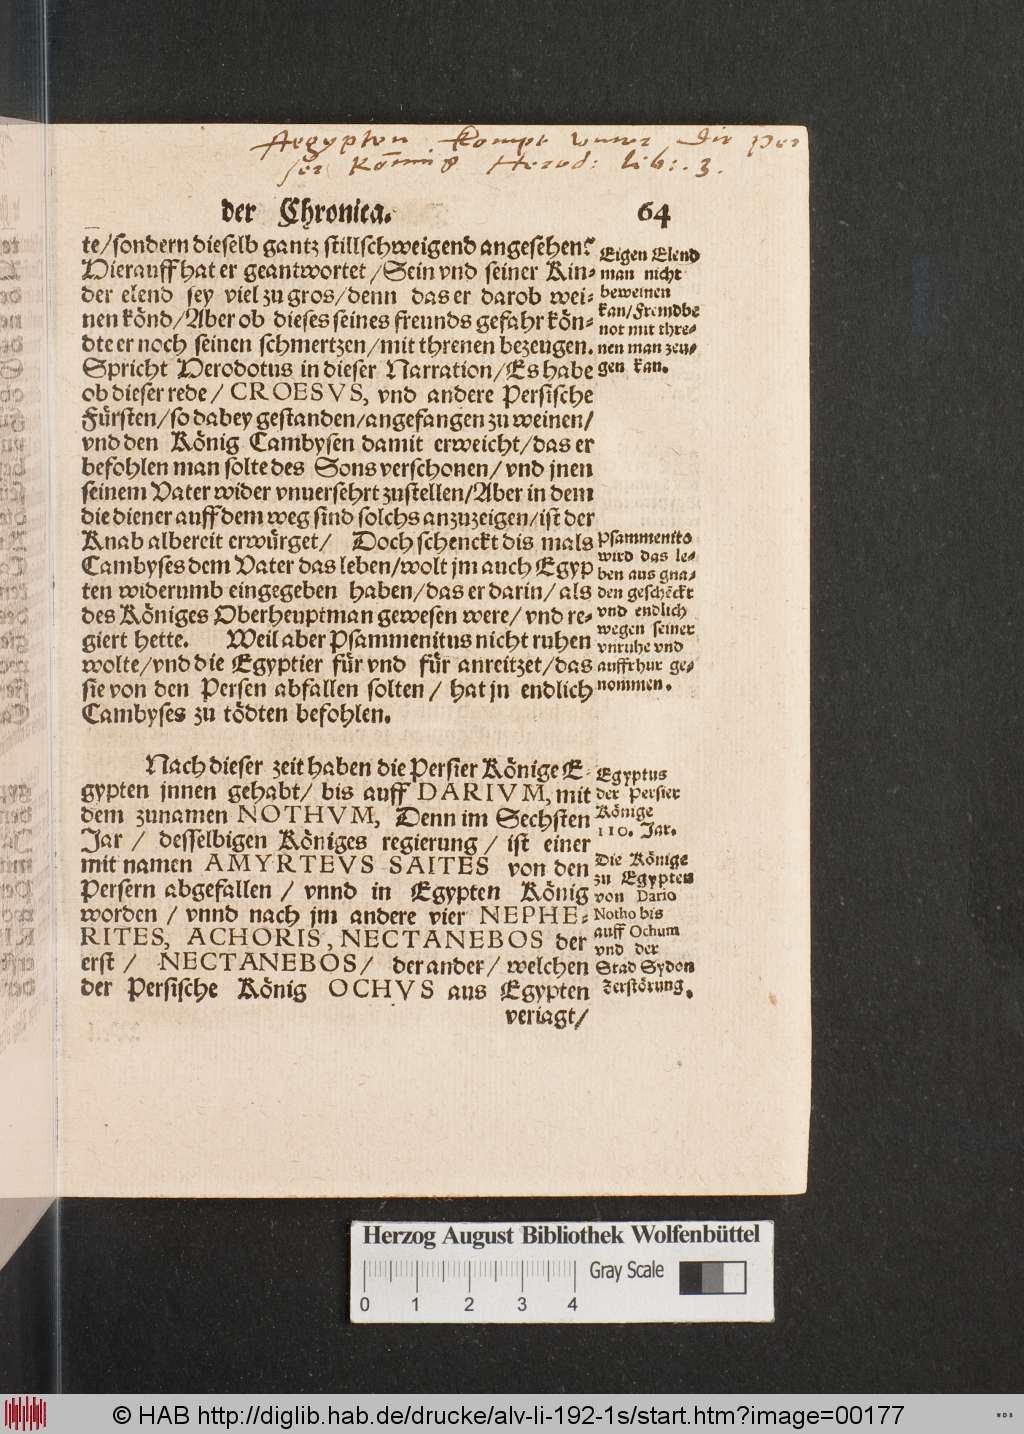 Aegypten kompt unter die Per
ser Herod: lib: 3.
der Chronica. 64
te/sondern dieselb gantz stillschweigend angesehen?
Hierauff hat er geantwortet/Sein vnd seiner Kin⸗
der elend sey viel zu gros/denn das er darob wei⸗
nen könd/Aber ob dieses seines freunds gefahr kön⸗
dte er noch seinen schmertzen/mit threnen bezeugen.
Spricht Herodotus in dieser Narration/Es habe
ob dieser rede/ CROESVS, vnd andere Persische
Fürsten/so dabey gestanden/angefangen zu weinen/
vnd den König Cambysen damit erweicht/das er
befohlen man solte des Sons verschonen/ vnd jnen
seinem Vater wider vnuersehrt zustellen/Aber in dem
die diener auff dem weg sind solchs anzuzeigen/ist der
Knab albereit erwürget/ Doch schenckt dis mals
Cambyses dem Vater das leben/wolt jm auch Egyp
ten widerumb eingegeben haben/das er darin/ als
des Königes Oberheuptman gewesen were/ vnd re⸗
giert hette. Weil aber Psammenitus nicht ruhen
wolte/vnd die Egyptier für vnd für anreitzet/das
sie von den Persen abfallen solten/ hat jn endlich
Cambyses zu tödten befohlen.
Eigen Elend
man nicht
beweinen
kan/Fremdbe
not mit thre⸗
nen man zeu⸗
gen kan.
Psammenito
wird das le⸗
ben aus gna⸗
den geschēckt
vnd endlich
wegen seiner
vnruhe vnd
auffrhur ge⸗
nommen.
Nach dieser zeit haben die Persier Könige E⸗
gypten jnnen gehabt/ bis auff DARIVM, mit
dem zunamen NOTHVM, Denn im Sechsten
Jar/ desselbigen Königes regierung/ ist einer
mit namen AMYRTEVS SAITES von den
Persern abgefallen/ vnnd in Egypten König
worden/ vnnd nach jm andere vier NEPHE⸗
RITES, ACHORIS, NECTANEBOS der
erst/ NECTANEBOS/ der ander/ welchen
der Persische König OCHVS aus Egypten
veriagt/
Egyptus
der Persier
Könige
110. Jar.
Die Könige
zu Egypten
von Dario
Notho bis
auff Ochum
vnd der
Stad Sydon
Zerstörung.
Herzog August Bibliothek Wolfenbüttel
Gray Scale
0 1 2 3 4
© HAB http://diglib.hab.de/drucke/alv-li-192-1s/start.htm?image=00177